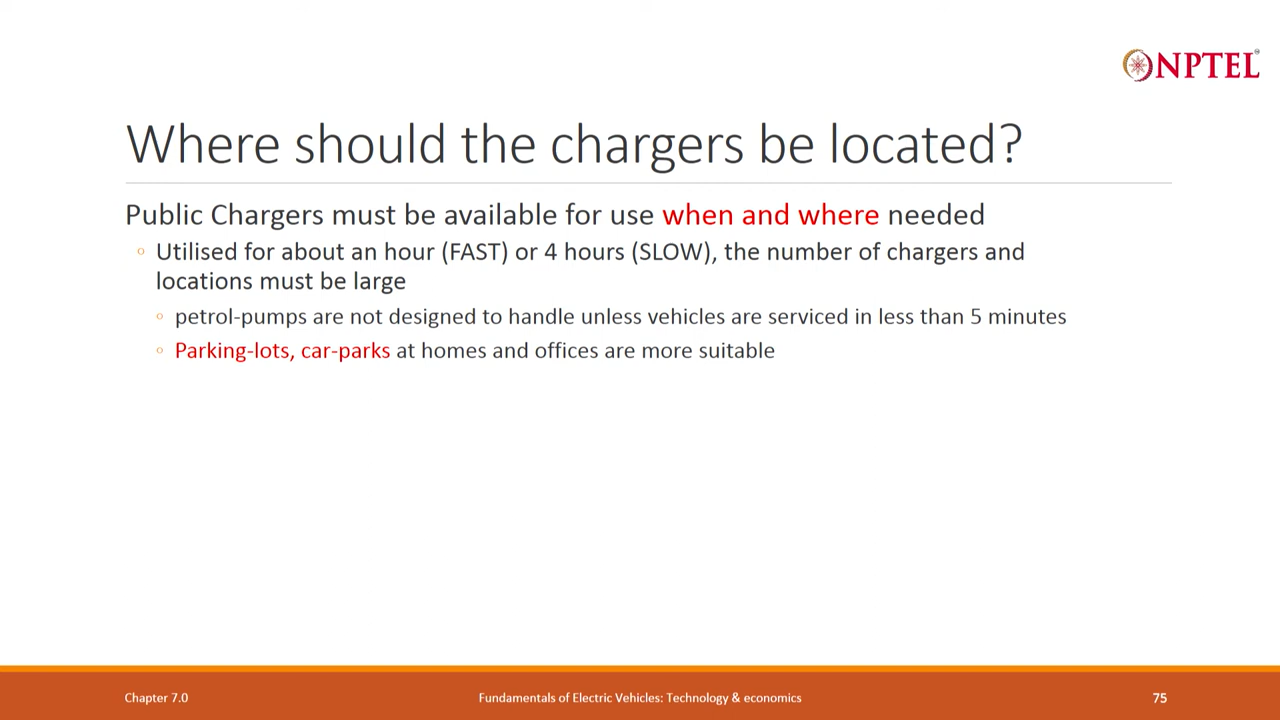 NPTEL
Where should the chargers be located?
Public Chargers must be available for use when and where needed
◦ Utilised for about an hour (FAST) or 4 hours (SLOW), the number of chargers and
locations must be large
◦ petrol-pumps are not designed to handle unless vehicles are serviced in less than 5 minutes
◦ Parking-lots, car-parks at homes and offices are more suitable
Chapter 7.0
Fundamentals of Electric Vehicles: Technology & economics
75